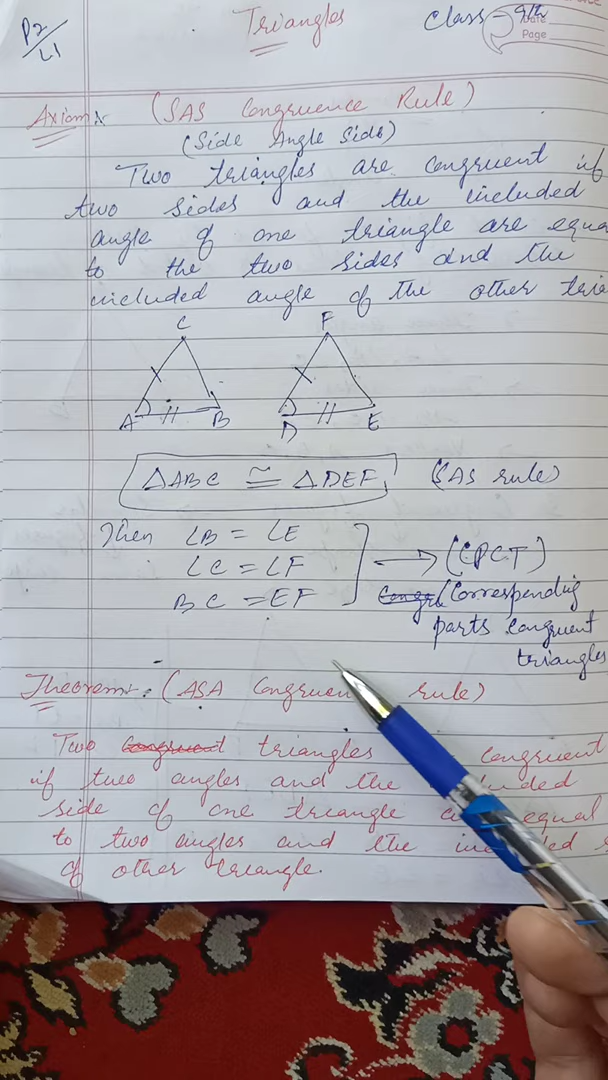 P2/L1
Triangles
Class - 9th
Date
Page
Axiom: (SAS Congruence Rule)
(Side Angle Side)
Two triangles are congruent if
two sides and the included
angle of one triangle are equa
to the two sides and the
included angle of the other tria
C
F
A
B
D
E
△ABC ≅ △DEF (SAS rule)
Then ∠B = ∠E
∠C = ∠F
BC = EF
→ (CPCT)
(Corresponding
parts congruent
triangles
Theorem: (ASA Congruen rule)
Two triangles congruent
if two angles and the
side of one triangle equal
to two angles and the
of other triangle.